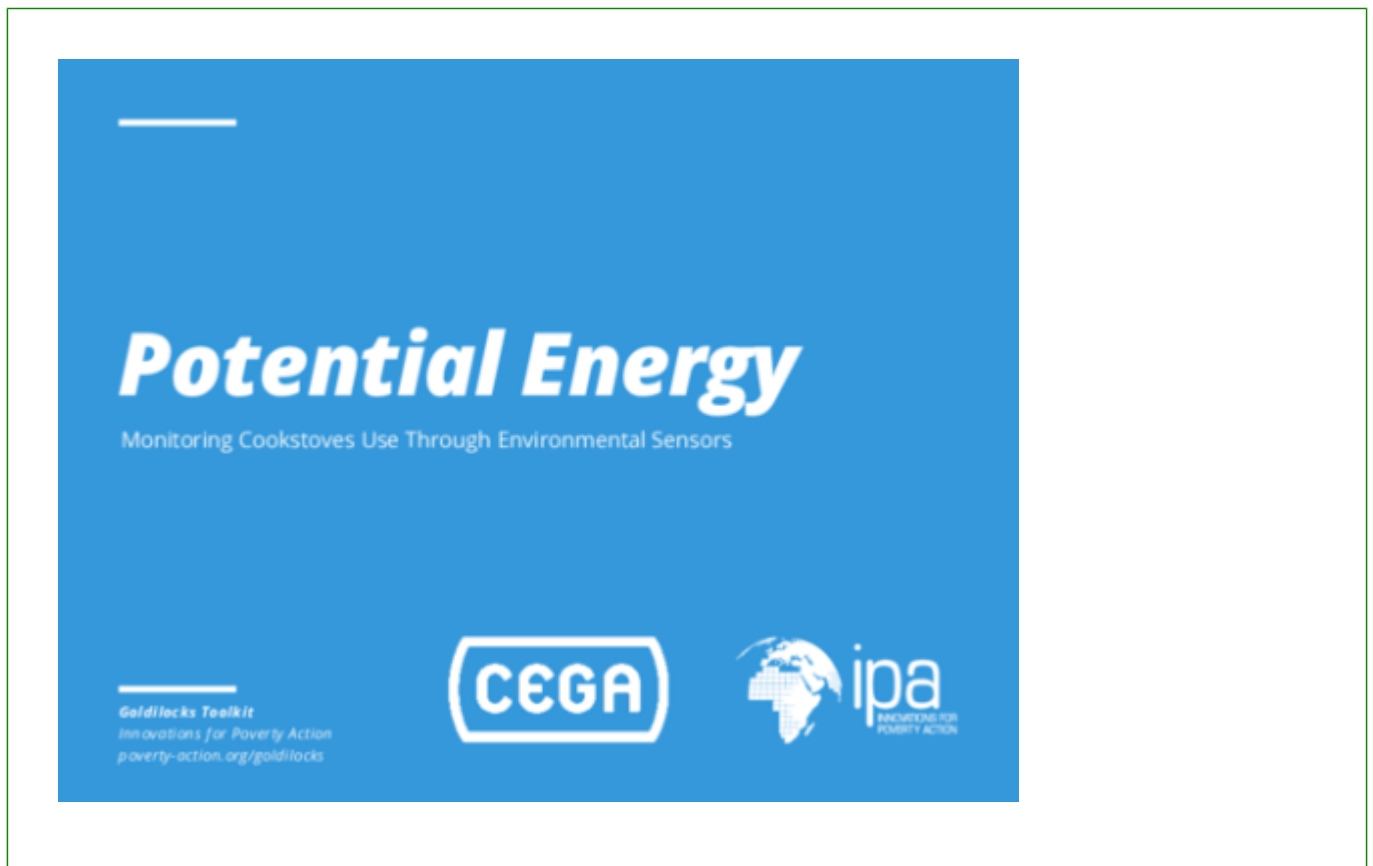 Potential Energy
Monitoring Cookstoves Use Through Environmental Sensors
CEGA
ipa
INNOVATIONS FOR
POVERTY ACTION
Goldilocks Toolkit
Innovations for Poverty Action
poverty-action.org/goldilocks